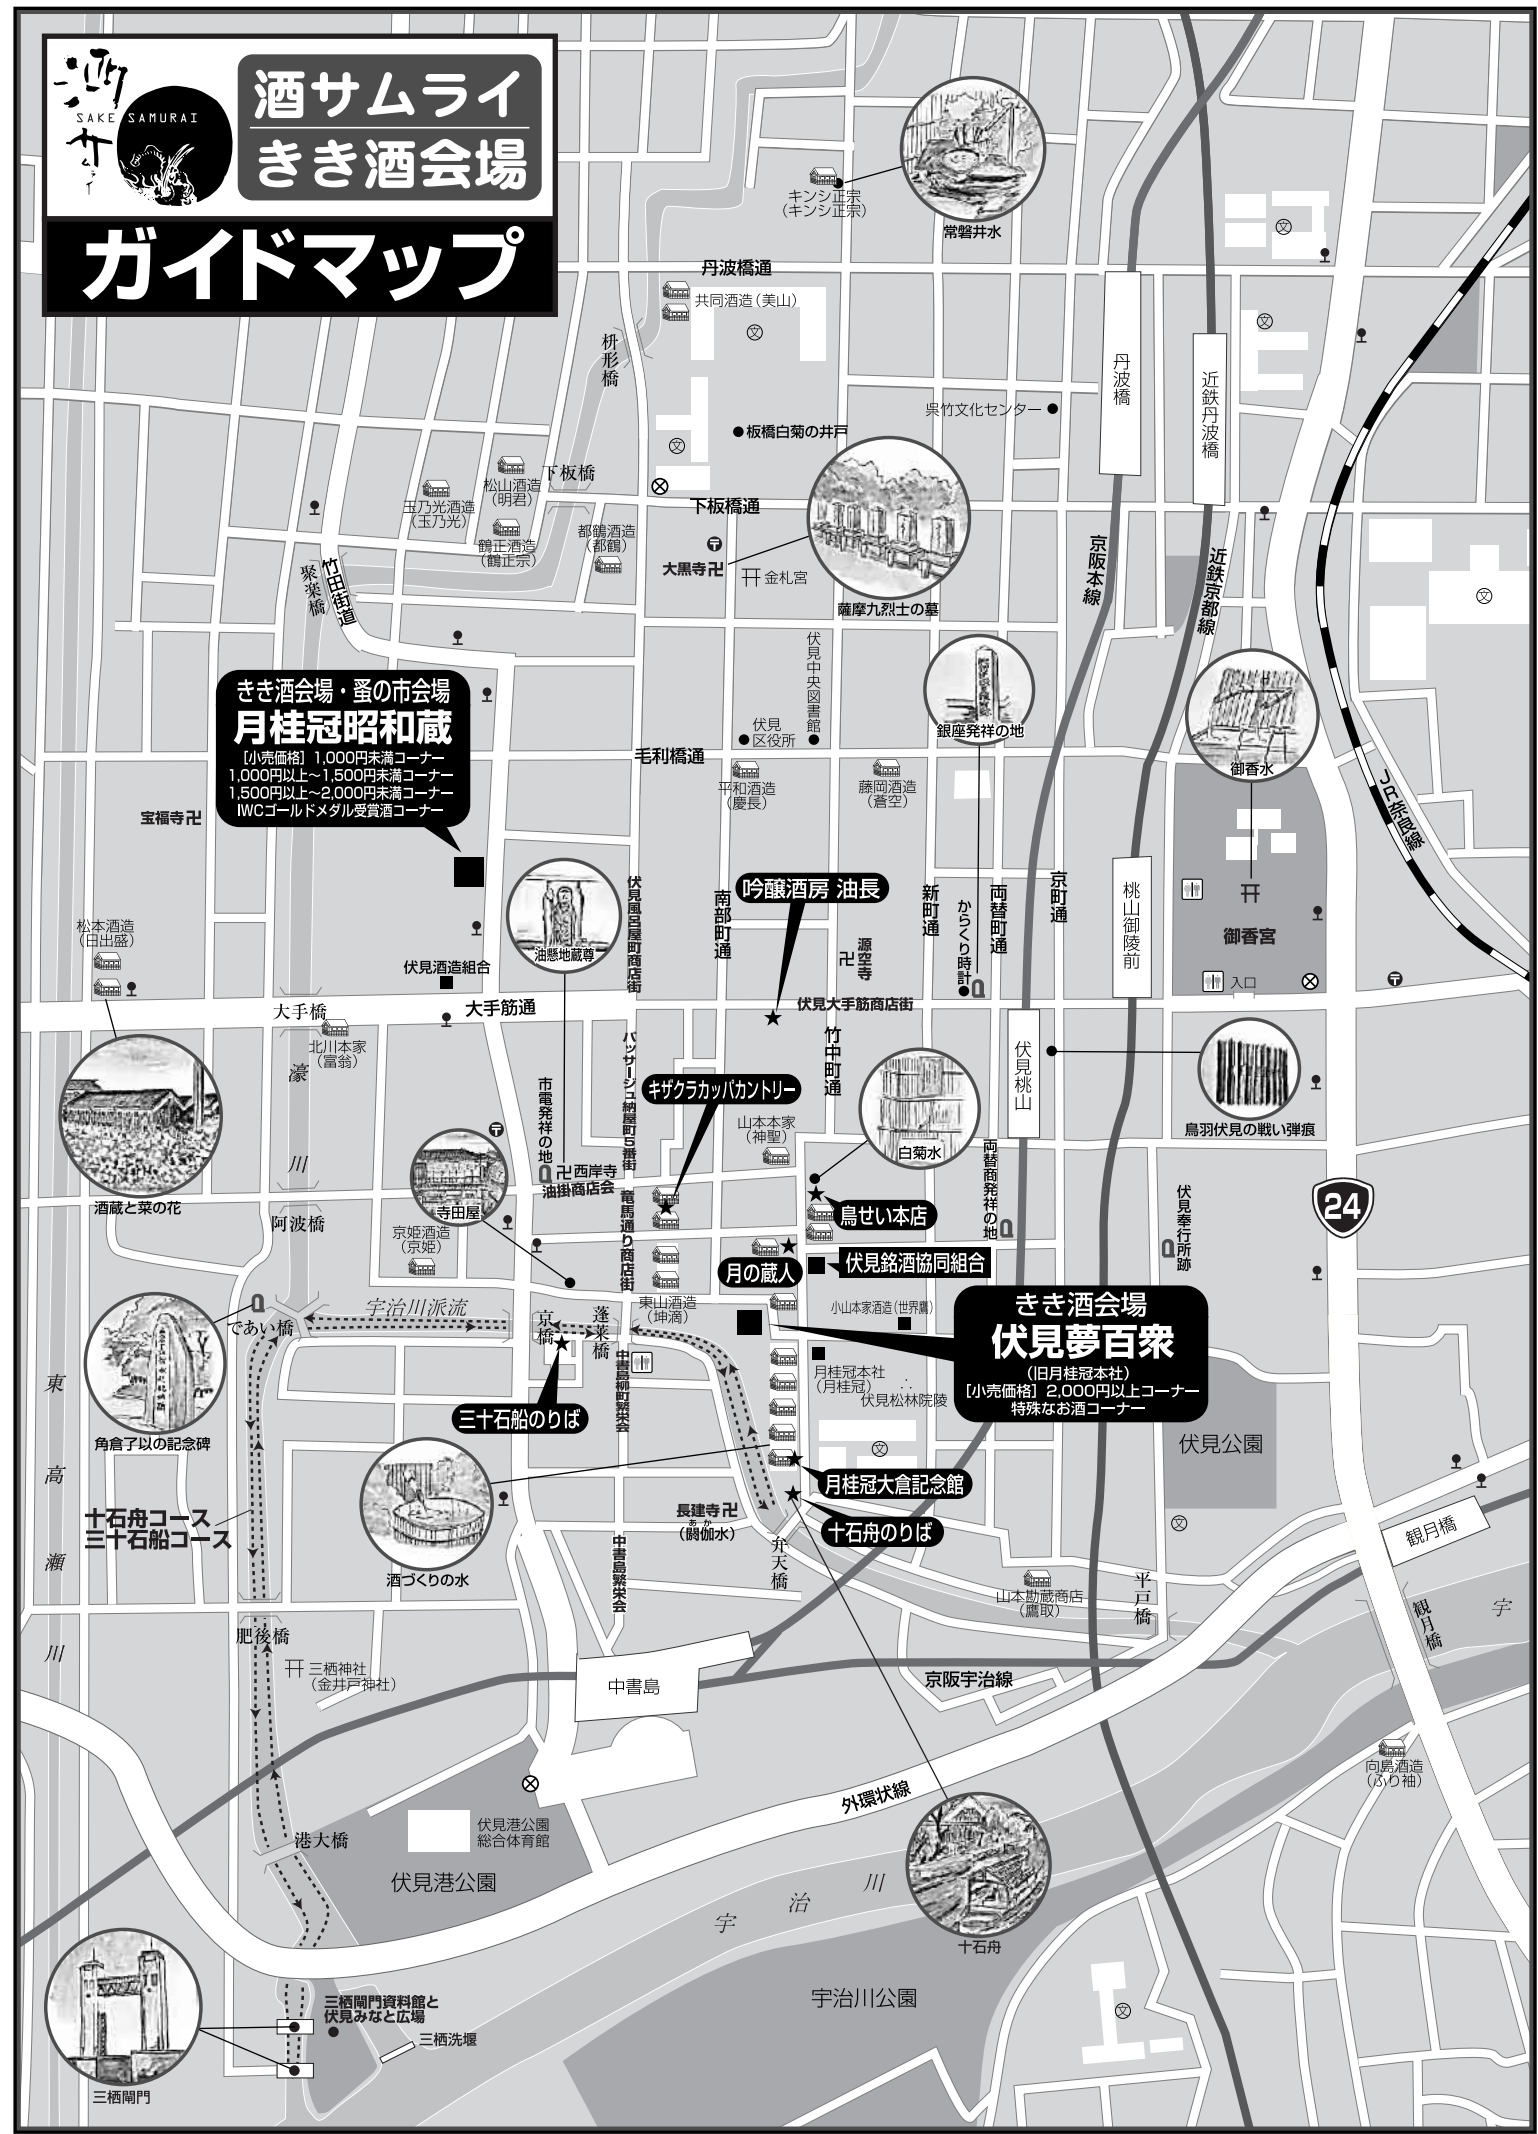 酒サムライ
SAKE SAMURAI
酒サムライ
きき酒会場
ガイドマップ
キンシ正宗
(キンシ正宗)
常磐井水
丹波橋通
共同酒造(美山)
文
文
文
枡形橋
丹波橋
近鉄丹波橋
呉竹文化センター
板橋白菊の井戸
文
下板橋
松山酒造
(明君)
玉乃光酒造
(玉乃光)
鶴正酒造
(鶴正宗)
都鶴酒造
(都鶴)
下板橋通
大黒寺卍
金札宮
薩摩九烈士の墓
京阪本線
近鉄京都線
文
聚楽橋
竹田街道
伏見中央図書館
伏見
区役所
銀座発祥の地
御香水
きき酒会場・蚤の市会場
月桂冠昭和蔵
[小売価格] 1,000円未満コーナー
1,000円以上〜1,500円未満コーナー
1,500円以上〜2,000円未満コーナー
IWCゴールドメダル受賞酒コーナー
毛利橋通
平和酒造
(慶長)
藤岡酒造
(蒼空)
JR奈良線
宝福寺卍
油懸地蔵尊
伏見風呂屋町商店街
南部町通
吟醸酒房 油長
新町通
からくり時計
両替町通
京町通
桃山御陵前
御香宮
源空寺
卍
松本酒造
(日出盛)
伏見酒造組合
入口
大手橋
大手筋通
伏見大手筋商店街
北川本家
(富翁)
濠
川
竹中町通
伏見桃山
パッサージュ納屋町5番街
市電発祥の地
キザクラカッパカントリー
山本本家
(神聖)
白菊水
鳥羽伏見の戦い弾痕
酒蔵と菜の花
卍西岸寺
油掛商店会
寺田屋
竜馬通り商店街
鳥せい本店
両替商発祥の地
伏見奉行所跡
24
阿波橋
京姫酒造
(京姫)
月の蔵人
伏見銘酒協同組合
宇治川派流
であい橋
京橋
蓬莱橋
東山酒造
(坤滴)
小山本家酒造(世界鷹)
きき酒会場
伏見夢百衆
(旧月桂冠本社)
[小売価格] 2,000円以上コーナー
特殊なお酒コーナー
月桂冠本社
(月桂冠)
伏見松林院陵
三十石船のりば
中書島柳町繁栄会
角倉了以の記念碑
東
高
瀬
川
文
伏見公園
月桂冠大倉記念館
十石舟のりば
十石舟コース
三十石船コース
長建寺卍
あか
(閼伽水)
弁天橋
酒づくりの水
中書島繁栄会
文
観月橋
山本勘蔵商店
(鷹取)
平戸橋
観月橋
宇
肥後橋
三栖神社
(金井戸神社)
中書島
京阪宇治線
向島酒造
(ふり袖)
外環状線
港大橋
伏見港公園
総合体育館
伏見港公園
宇
治
川
十石舟
宇治川公園
文
三栖閘門資料館と
伏見みなと広場
三栖洗堰
三栖閘門